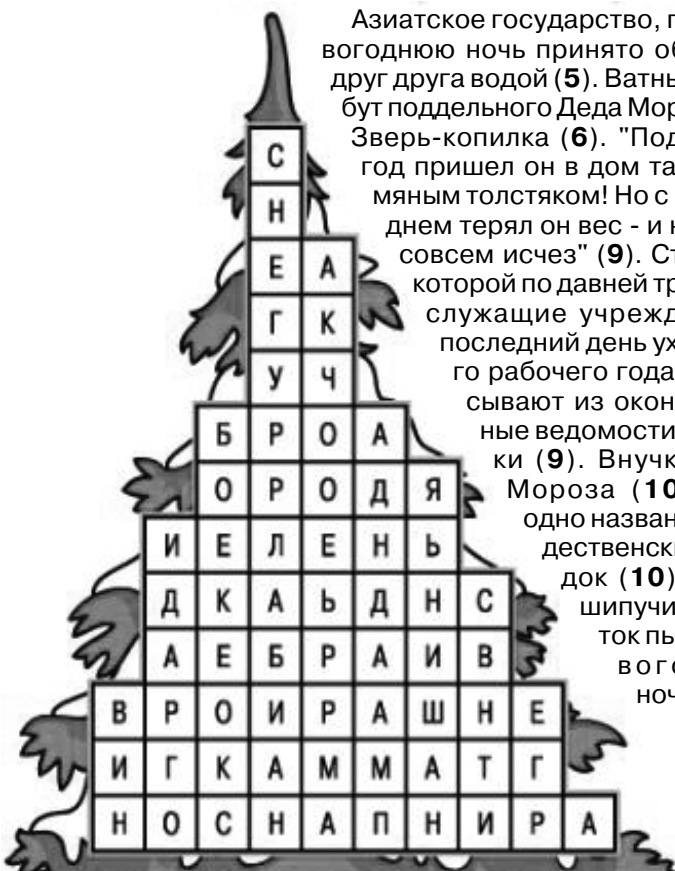 Азиатское государство, г
вогоднюю ночь принято об
друг друга водой (5). Ватны
бут поддельного Деда Мор
Зверь-копилка (6). "Под
год пришел он в дом та
мяным толстяком! Но с
днем терял он вес - и н
совсем исчез" (9). Ст
которой по давней тр
служащие учрежд
последний день ух
го рабочего года
сывают из окон
ные ведомости
ки (9). Внучк
Мороза (10
одно назван
дественски
док (10)
шипучи
ток пь
вого
ноч
С
Н
Е А
Г К
У Ч
Б Р О А
О Р О Д Я
И Е Л Е Н Ь
Д К А Ь Д Н С
А Е Б Р А И В
В Р О И Р А Ш Н Е
И Г К А М М А Т Г
Н О С Н А П Н И Р А